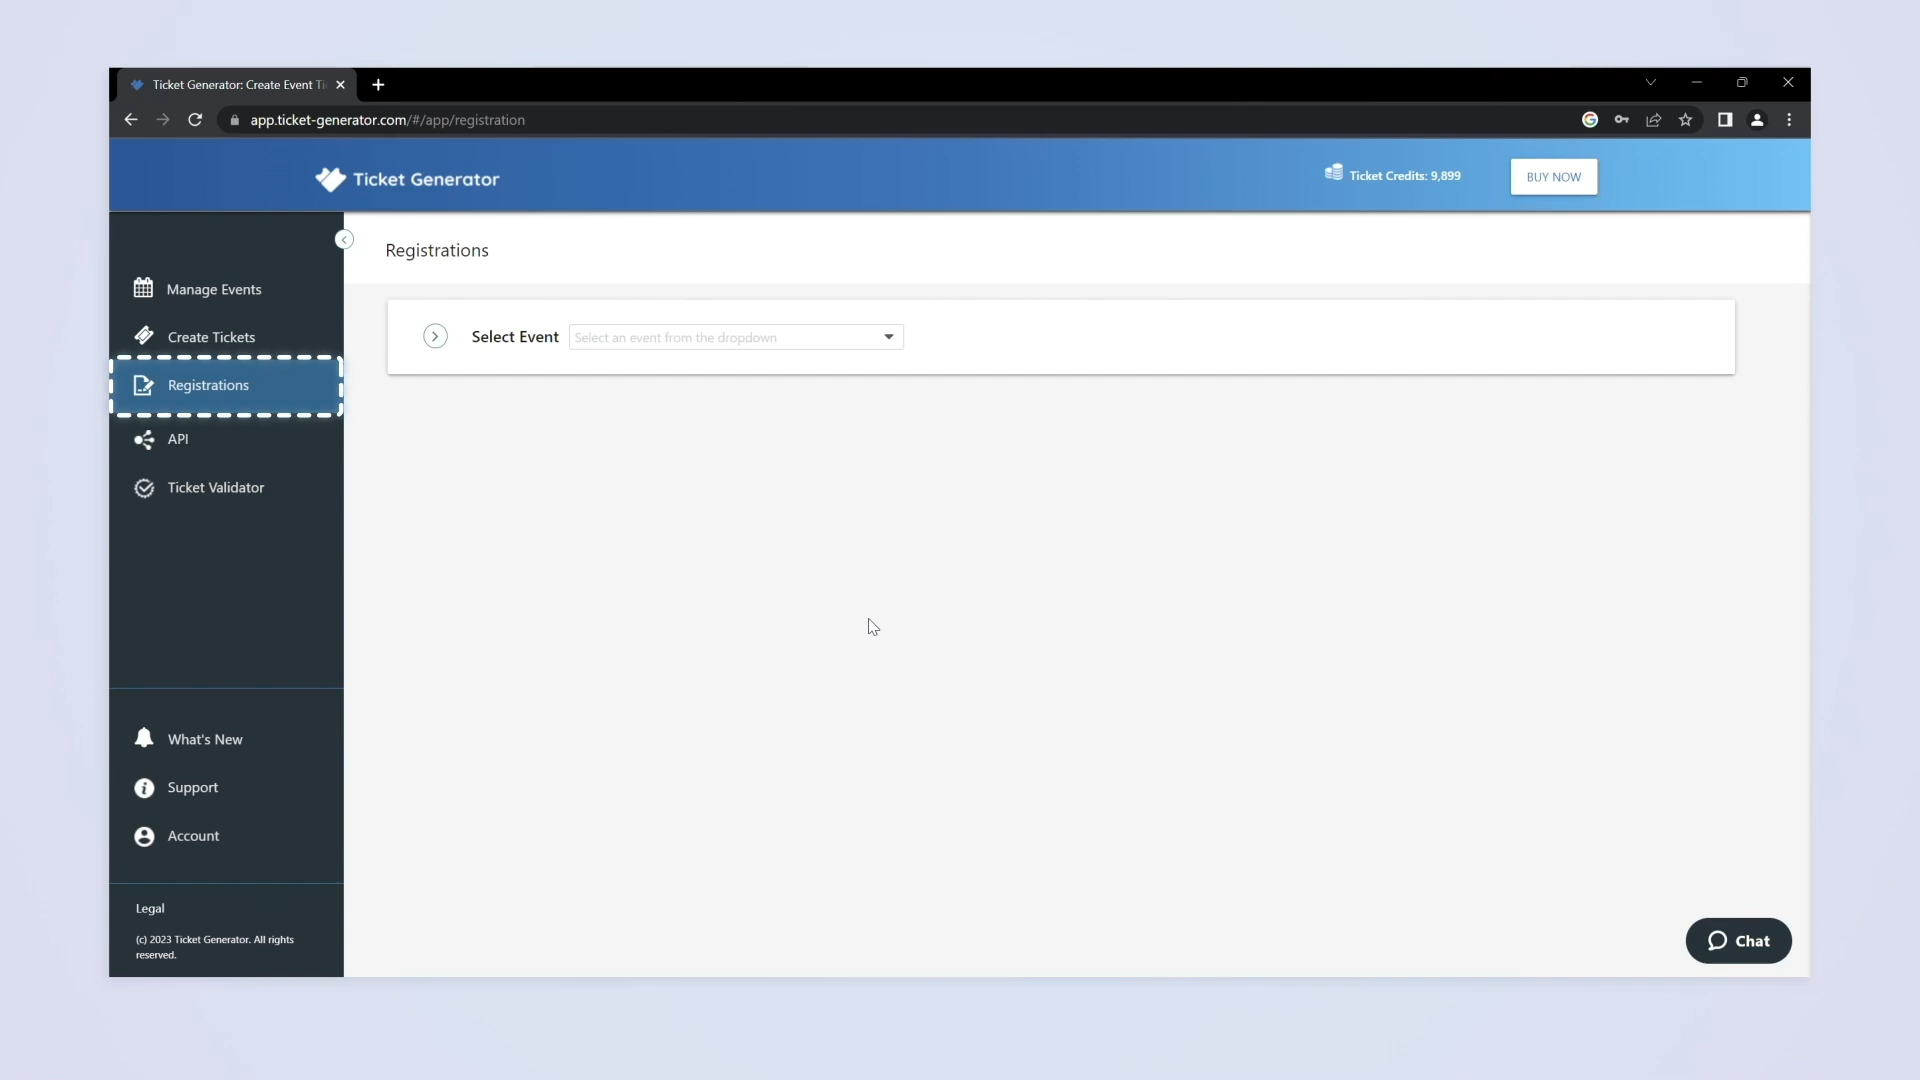 Ticket Generator: Create Event Ti
app.ticket-generator.com/#/app/registration
Ticket Generator
Ticket Credits: 9,899
BUY NOW
Registrations
Manage Events
Create Tickets
Registrations
API
Ticket Validator
Select Event
Select an event from the dropdown
What's New
Support
Account
Legal
(c) 2023 Ticket Generator. All rights
reserved.
Chat